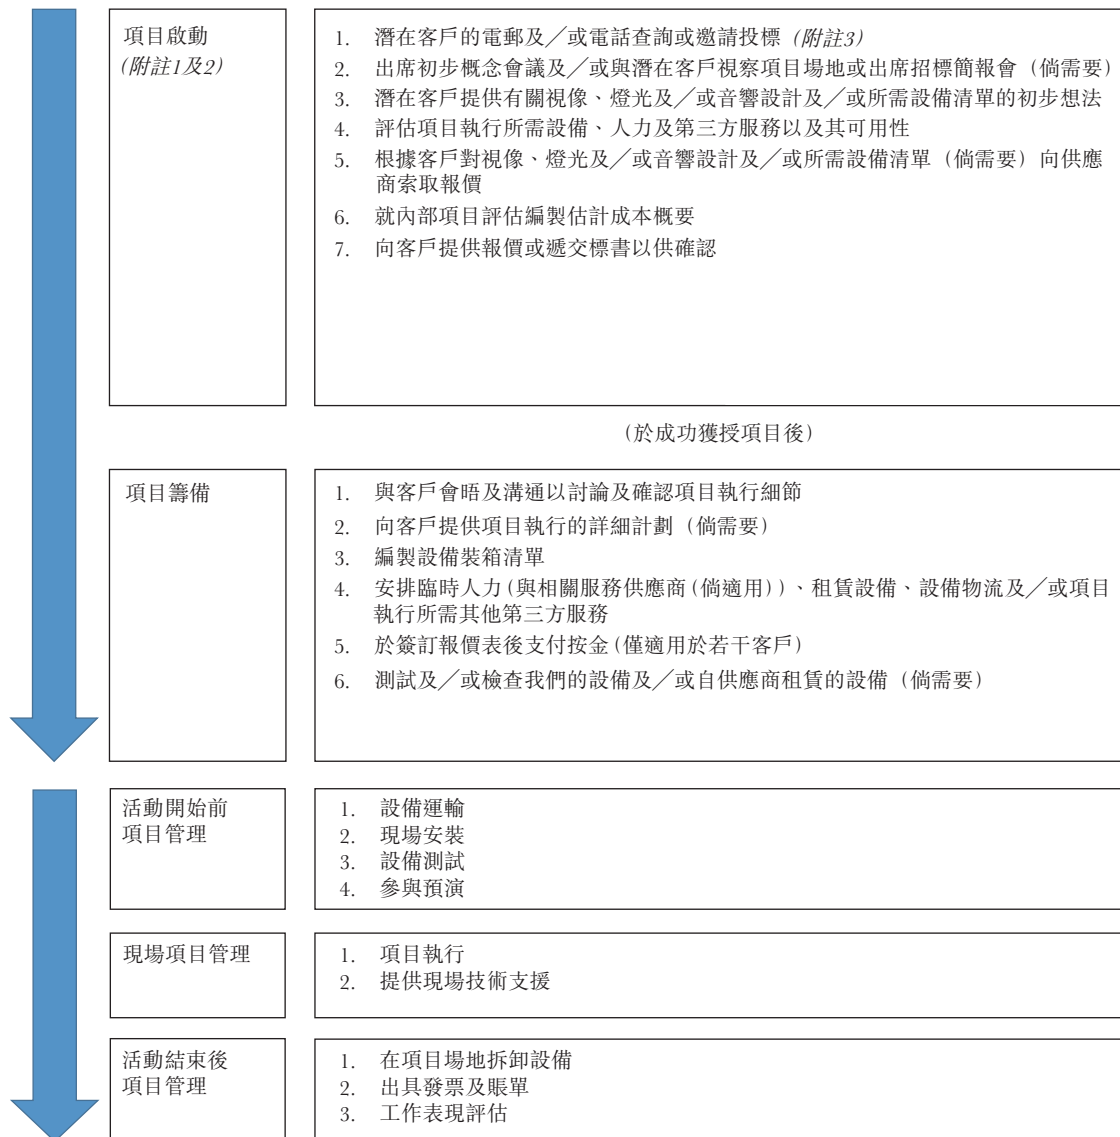 項目啟動
(附註1及2)
1. 潛在客戶的電郵及╱或電話查詢或邀請投標(附註3)
2. 出席初步概念會議及╱或與潛在客戶視察項目場地或出席招標簡報會(倘需要)
3. 潛在客戶提供有關視像、燈光及╱或音響設計及╱或所需設備清單的初步想法
4. 評估項目執行所需設備、人力及第三方服務以及其可用性
5. 根據客戶對視像、燈光及╱或音響設計及╱或所需設備清單(倘需要)向供應
商索取報價
6. 就內部項目評估編製估計成本概要
7. 向客戶提供報價或遞交標書以供確認
(於成功獲授項目後)
項目籌備
1. 與客戶會晤及溝通以討論及確認項目執行細節
2. 向客戶提供項目執行的詳細計劃(倘需要)
3. 編製設備裝箱清單
4. 安排臨時人力(與相關服務供應商(倘適用))、租賃設備、設備物流及╱或項目
執行所需其他第三方服務
5. 於簽訂報價表後支付按金(僅適用於若干客戶)
6. 測試及╱或檢查我們的設備及╱或自供應商租賃的設備(倘需要)
活動開始前
項目管理
1. 設備運輸
2. 現場安裝
3. 設備測試
4. 參與預演
現場項目管理
1. 項目執行
2. 提供現場技術支援
活動結束後
項目管理
1. 在項目場地拆卸設備
2. 出具發票及賬單
3. 工作表現評估